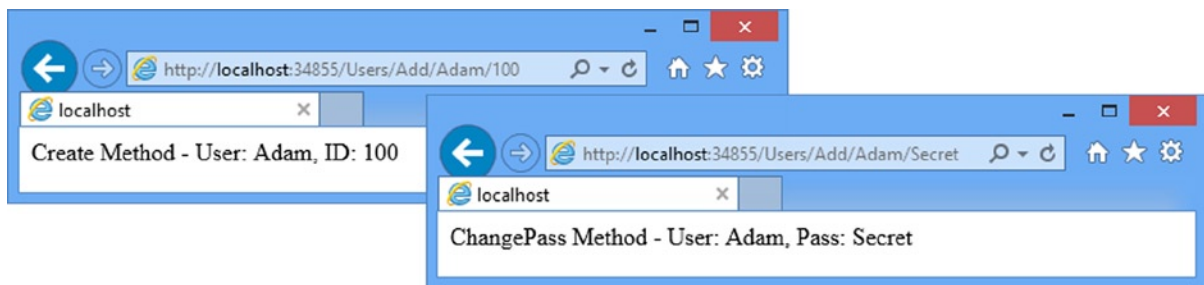 http://localhost:34855/Users/Add/Adam/100
localhost
Create Method - User: Adam, ID: 100
http://localhost:34855/Users/Add/Adam/Secret
localhost
ChangePass Method - User: Adam, Pass: Secret